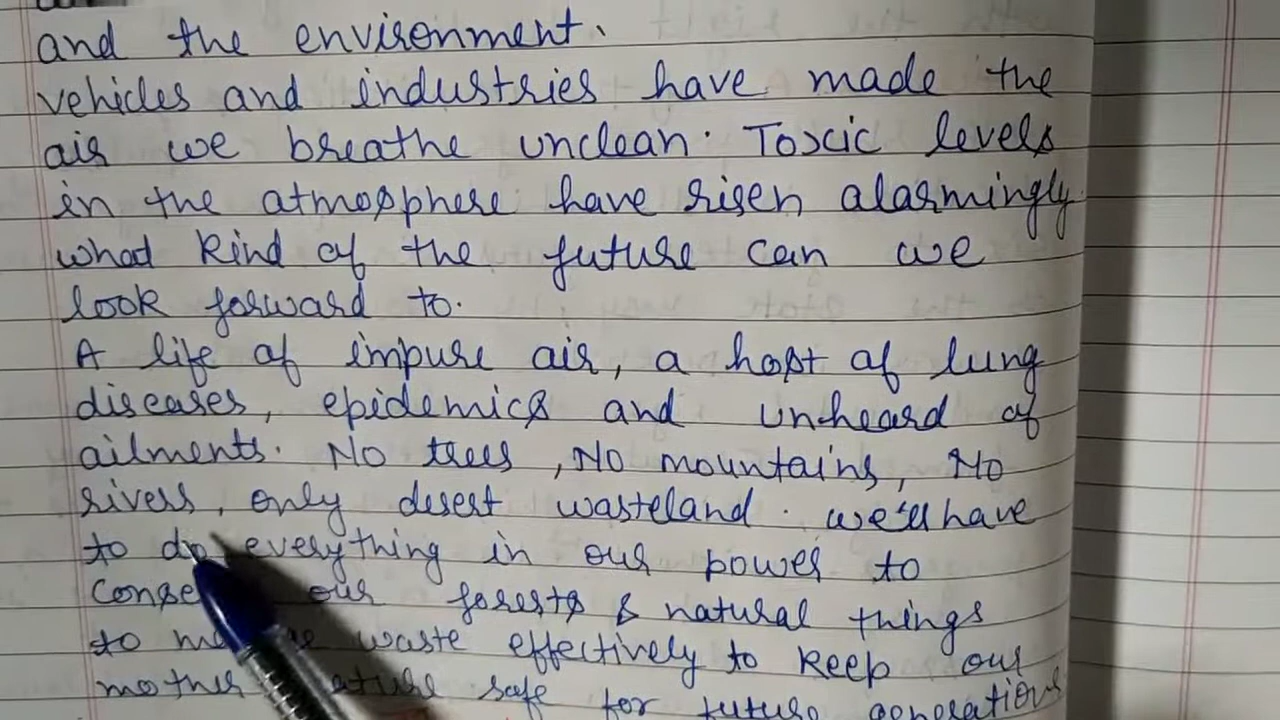 and the environment.
vehicles and industries have made the
air we breathe unclean. Toxic levels
in the atmosphere have risen alarmingly.
what kind of the future can we
look forward to.
A life of impure air, a host of lung
diseases, epidemics and unheard of
ailments. No trees, No mountains, No
rivers, only desert wasteland. we'll have
to do everything in our power to
our forests & natural things
to waste effectively to keep our
mother safe for future generations